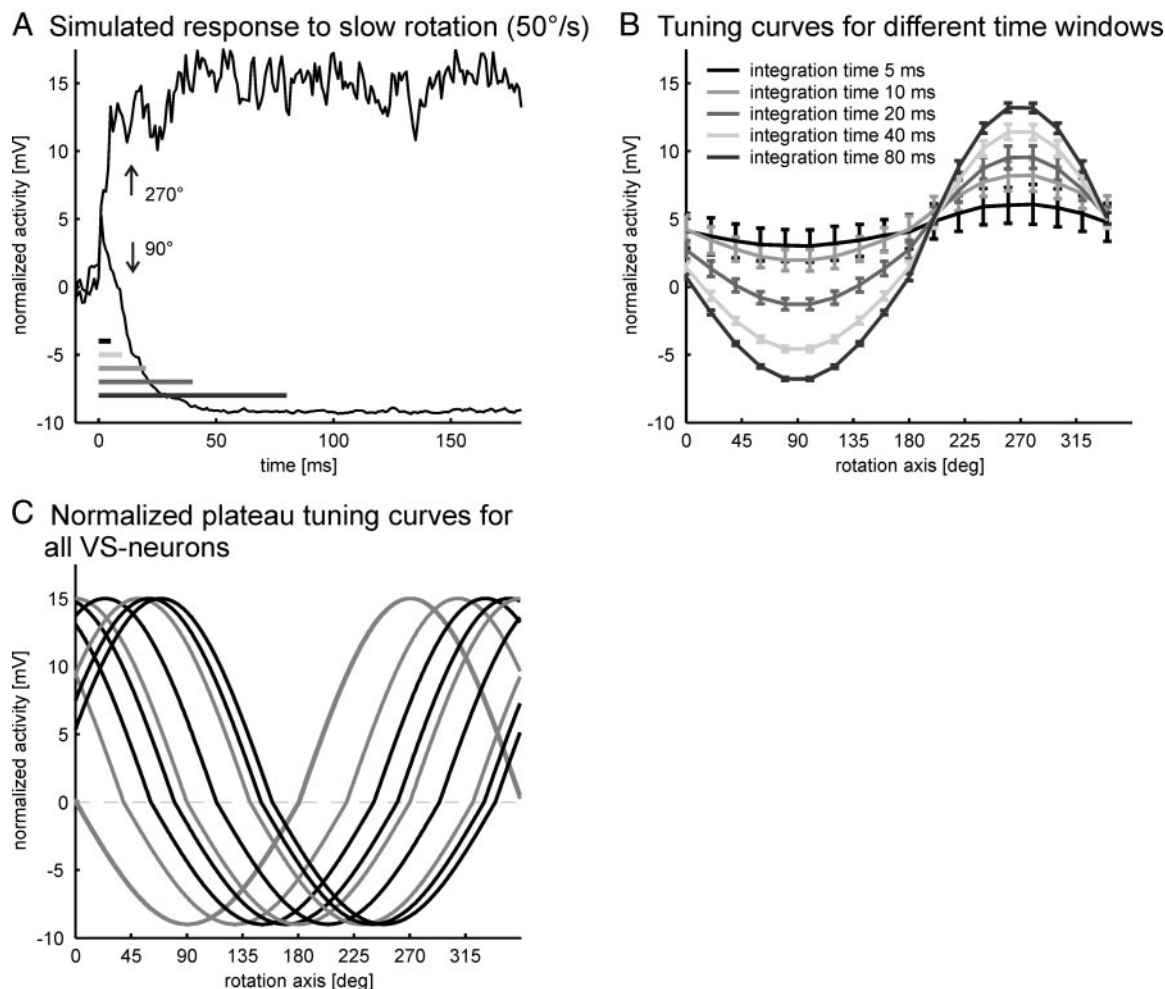 A Simulated response to slow rotation (50°/s)
15
10
5
0
-5
-10
normalized activity [mV]
270°
90°
0
50
100
150
time [ms]
B Tuning curves for different time windows
integration time 5 ms
integration time 10 ms
integration time 20 ms
integration time 40 ms
integration time 80 ms
15
10
5
0
-5
-10
normalized activity [mV]
0
45
90
135
180
225
270
315
rotation axis [deg]
C Normalized plateau tuning curves for
all VS-neurons
15
10
5
0
-5
-10
normalized activity [mV]
0
45
90
135
180
225
270
315
rotation axis [deg]